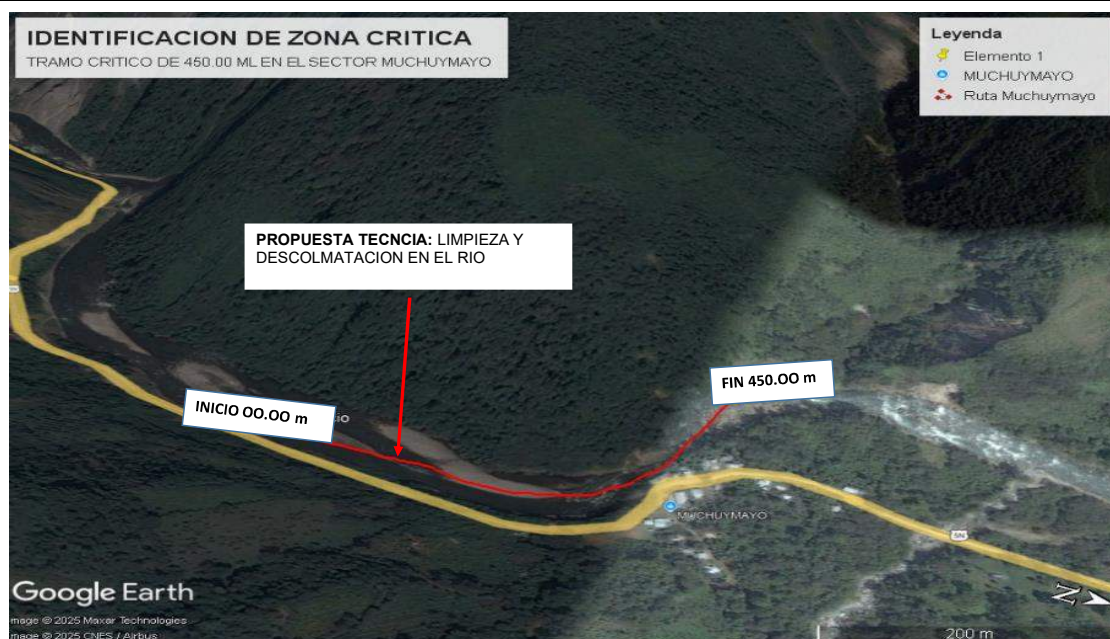 IDENTIFICACION DE ZONA CRITICA
TRAMO CRITICO DE 450.00 ML EN EL SECTOR MUCHUYMAYO
Leyenda
Elemento 1
MUCHUYMAYO
Ruta Muchuymayo
PROPUESTA TECNCIA: LIMPIEZA Y
DESCOLMATACION EN EL RIO
FIN 450.OO m
INICIO OO.OO m
MUCHUYMAYO
5N
Google Earth
mage © 2025 Maxar Technologies
mage © 2025 CNES / Airbus
N
200 m